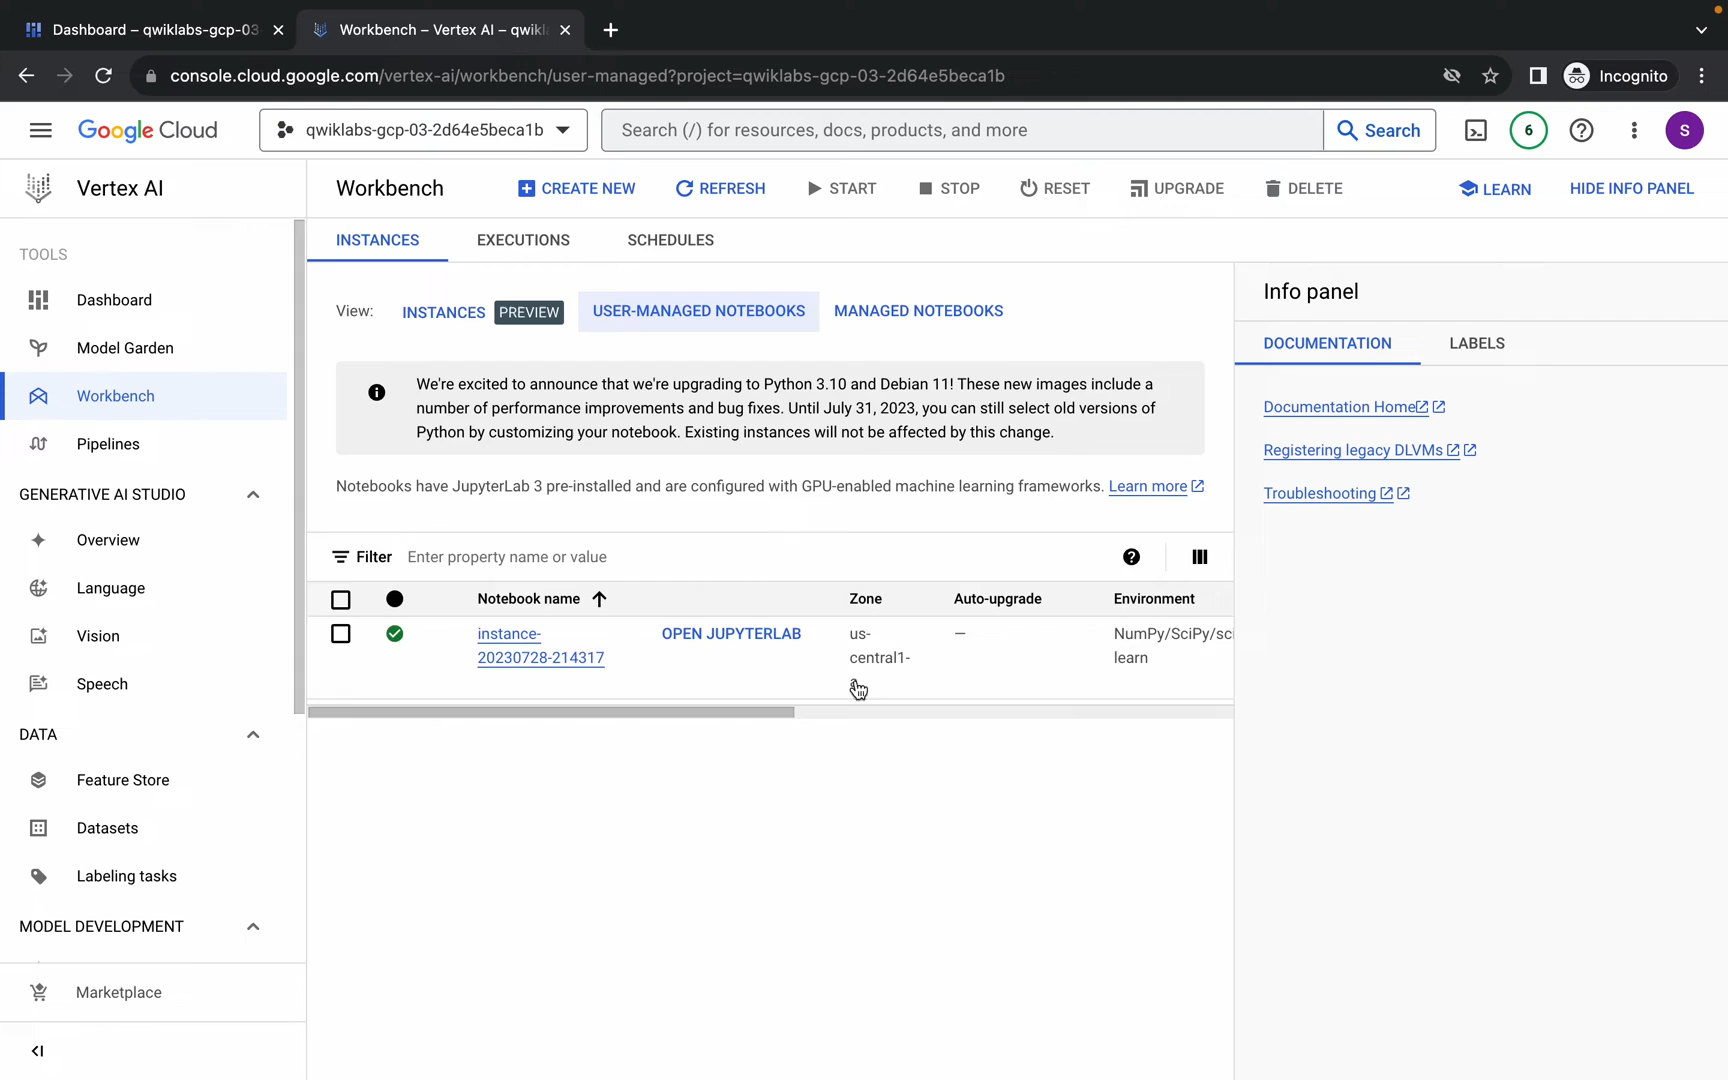 Dashboard – qwiklabs-gcp-03
Workbench – Vertex AI – qwikl
console.cloud.google.com/vertex-ai/workbench/user-managed?project=qwiklabs-gcp-03-2d64e5beca1b
Incognito
Google Cloud
qwiklabs-gcp-03-2d64e5beca1b
Search (/) for resources, docs, products, and more
Search
6
S
Vertex AI
Workbench
CREATE NEW
REFRESH
START
STOP
RESET
UPGRADE
DELETE
LEARN
HIDE INFO PANEL
INSTANCES
EXECUTIONS
SCHEDULES
TOOLS
Dashboard
Model Garden
Workbench
Pipelines
GENERATIVE AI STUDIO
Overview
Language
Vision
Speech
DATA
Feature Store
Datasets
Labeling tasks
MODEL DEVELOPMENT
Marketplace
View:
INSTANCES PREVIEW
USER-MANAGED NOTEBOOKS
MANAGED NOTEBOOKS
We're excited to announce that we're upgrading to Python 3.10 and Debian 11! These new images include a
number of performance improvements and bug fixes. Until July 31, 2023, you can still select old versions of
Python by customizing your notebook. Existing instances will not be affected by this change.
Notebooks have JupyterLab 3 pre-installed and are configured with GPU-enabled machine learning frameworks. Learn more
Filter Enter property name or value
Notebook name
Zone
Auto-upgrade
Environment
instance-
20230728-214317
OPEN JUPYTERLAB
us-
central1-
—
NumPy/SciPy/sci
learn
Info panel
DOCUMENTATION
LABELS
Documentation Home
Registering legacy DLVMs
Troubleshooting